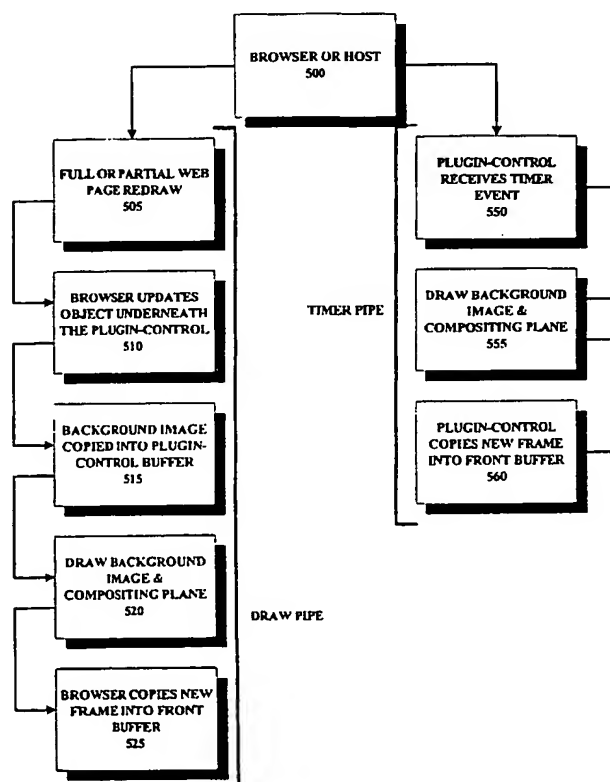 BROWSER OR HOST
500
FULL OR PARTIAL WEB
PAGE REDRAW
505
BROWSER UPDATES
OBJECT UNDERNEATH
THE PLUGIN-CONTROL
510
BACKGROUND IMAGE
COPIED INTO PLUGIN-
CONTROL BUFFER
515
DRAW BACKGROUND
IMAGE &
COMPOSITING PLANE
520
BROWSER COPIES NEW
FRAME INTO FRONT
BUFFER
525
DRAW PIPE
TIMER PIPE
PLUGIN-CONTROL
RECEIVES TIMER
EVENT
550
DRAW BACKGROUND
IMAGE &
COMPOSITING PLANE
555
PLUGIN-CONTROL
COPIES NEW FRAME
INTO FRONT BUFFER
560